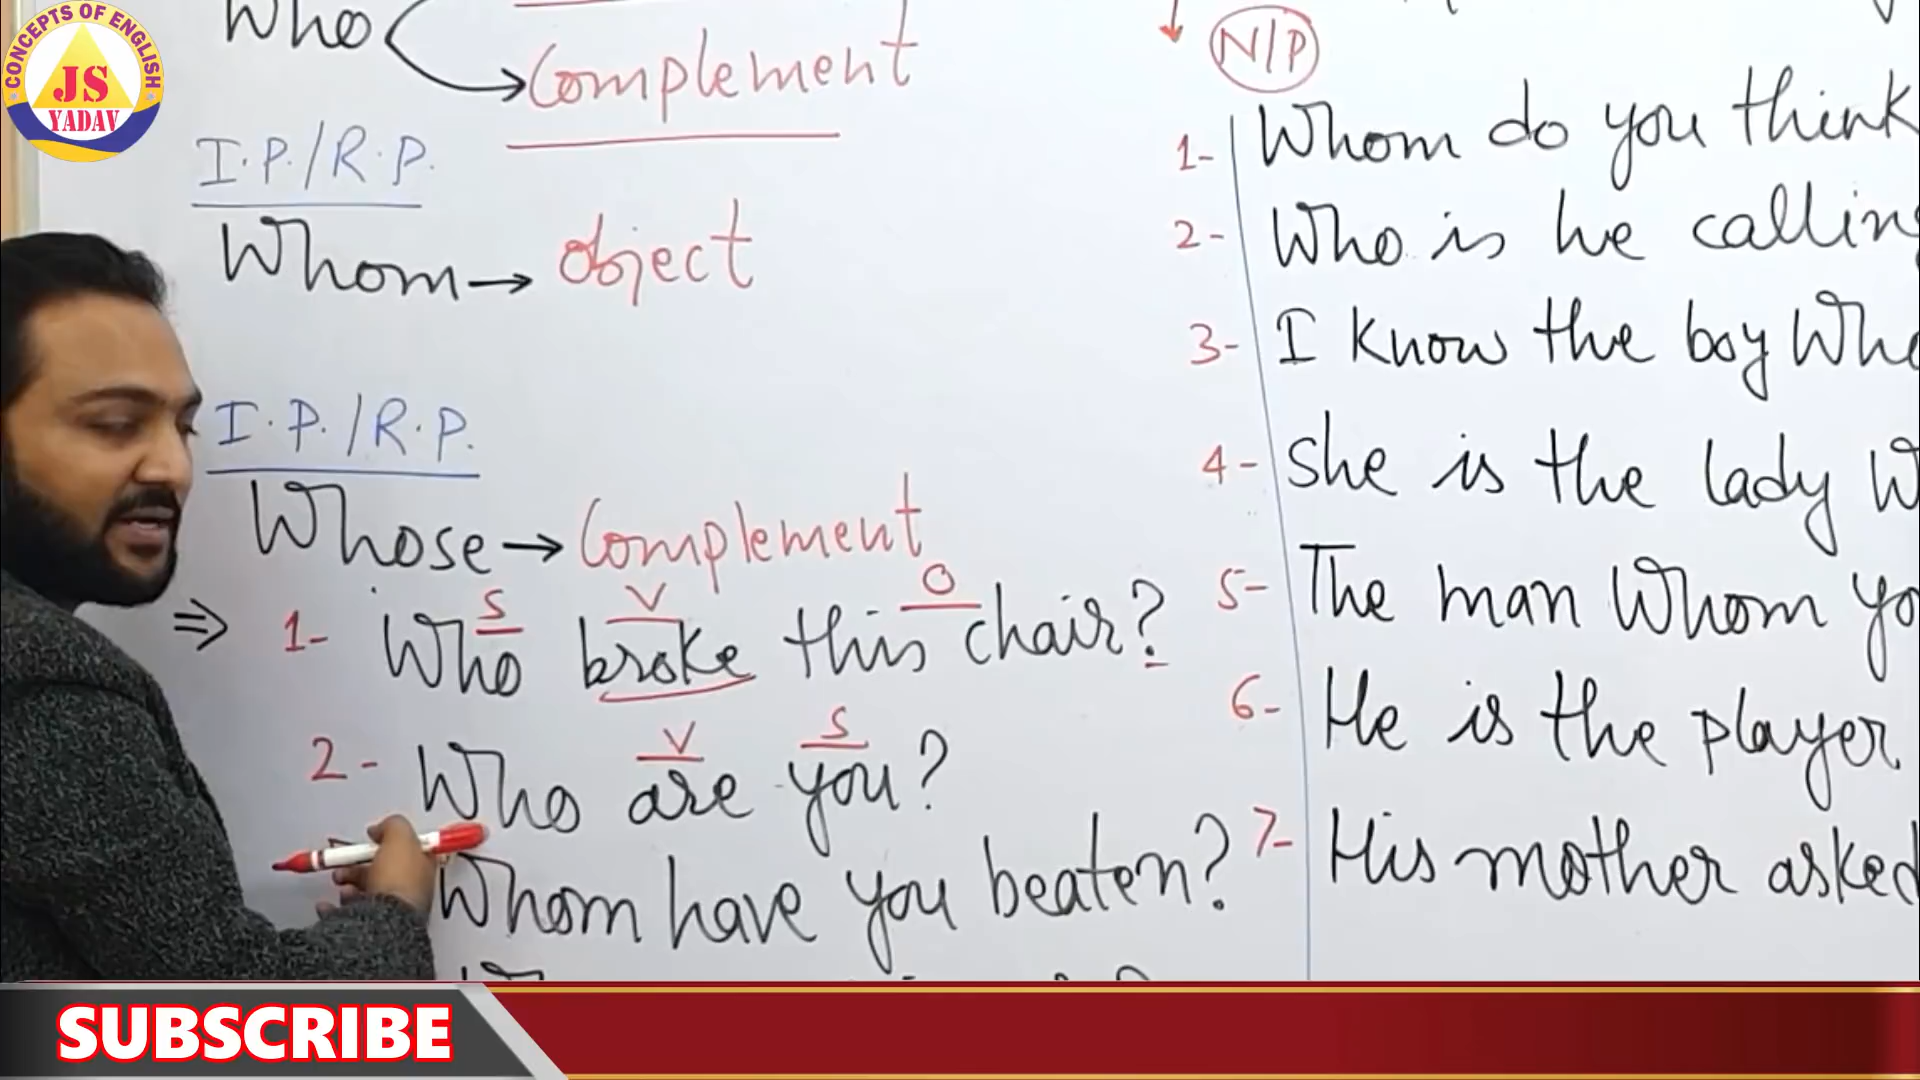 CONCEPTS OF ENGLISH
JS
YADAV
Who → Complement
I.P./R.P.
Whom → object
I.P./R.P.
Whose → Complement
S V O
⇒ 1- Who broke this chair?
V S
2- Who are you?
Whom have you beaten?
N/P
1- Whom do you think
2- Who is he calling
3- I know the boy Who
4- She is the lady W
5- The man Whom yo
6- He is the player
7- His mother asked
SUBSCRIBE